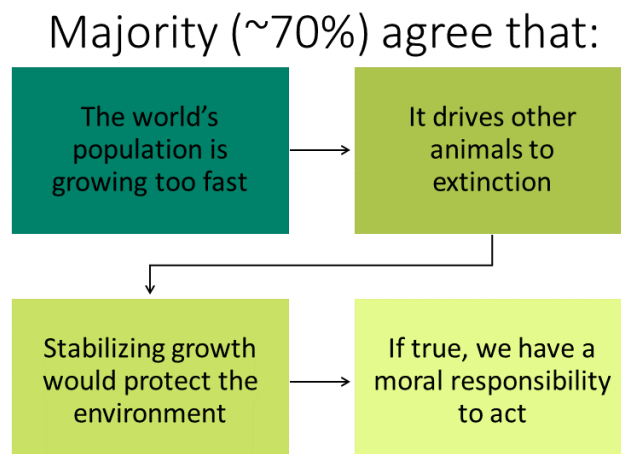 Majority (~70%) agree that:
The world's
population is
growing too fast
It drives other
animals to
extinction
Stabilizing growth
would protect the
environment
If true, we have a
moral responsibility
to act